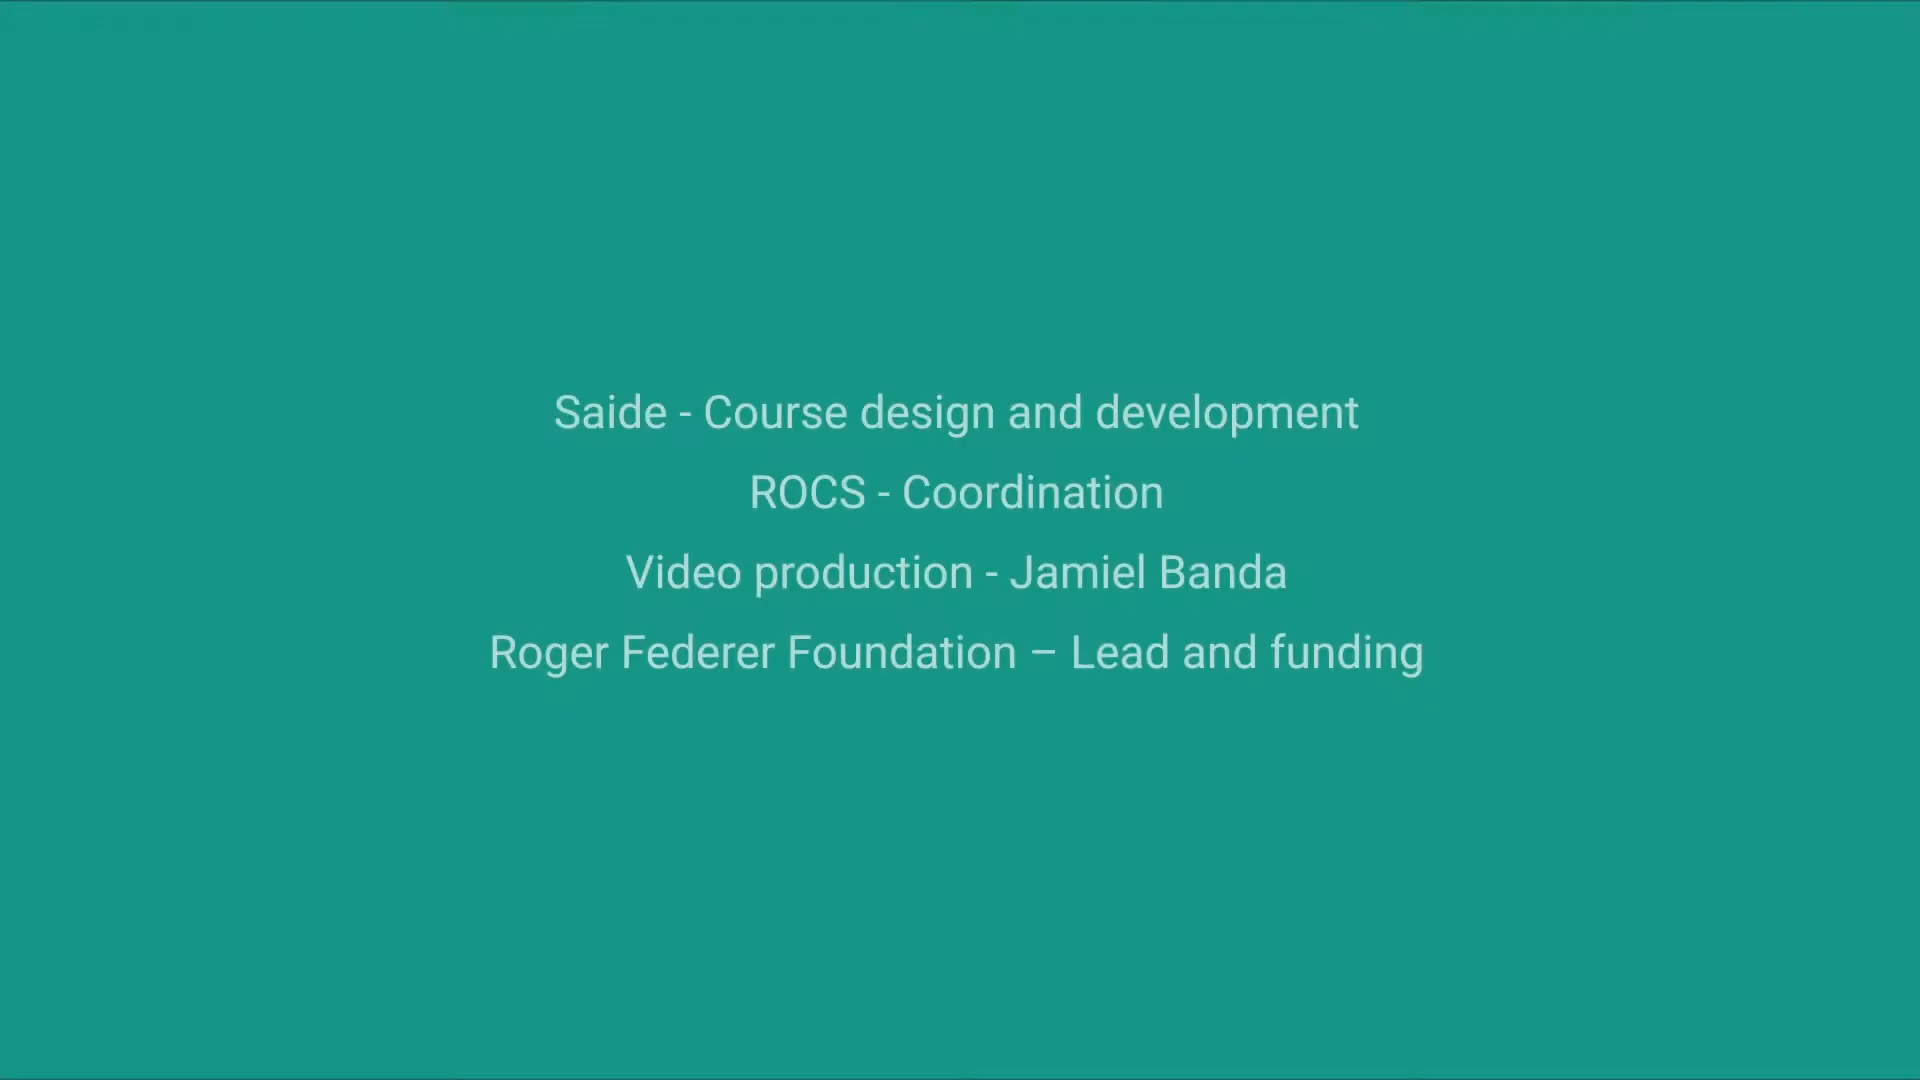 Saide - Course design and development
ROCS - Coordination
Video production - Jamiel Banda
Roger Federer Foundation – Lead and funding